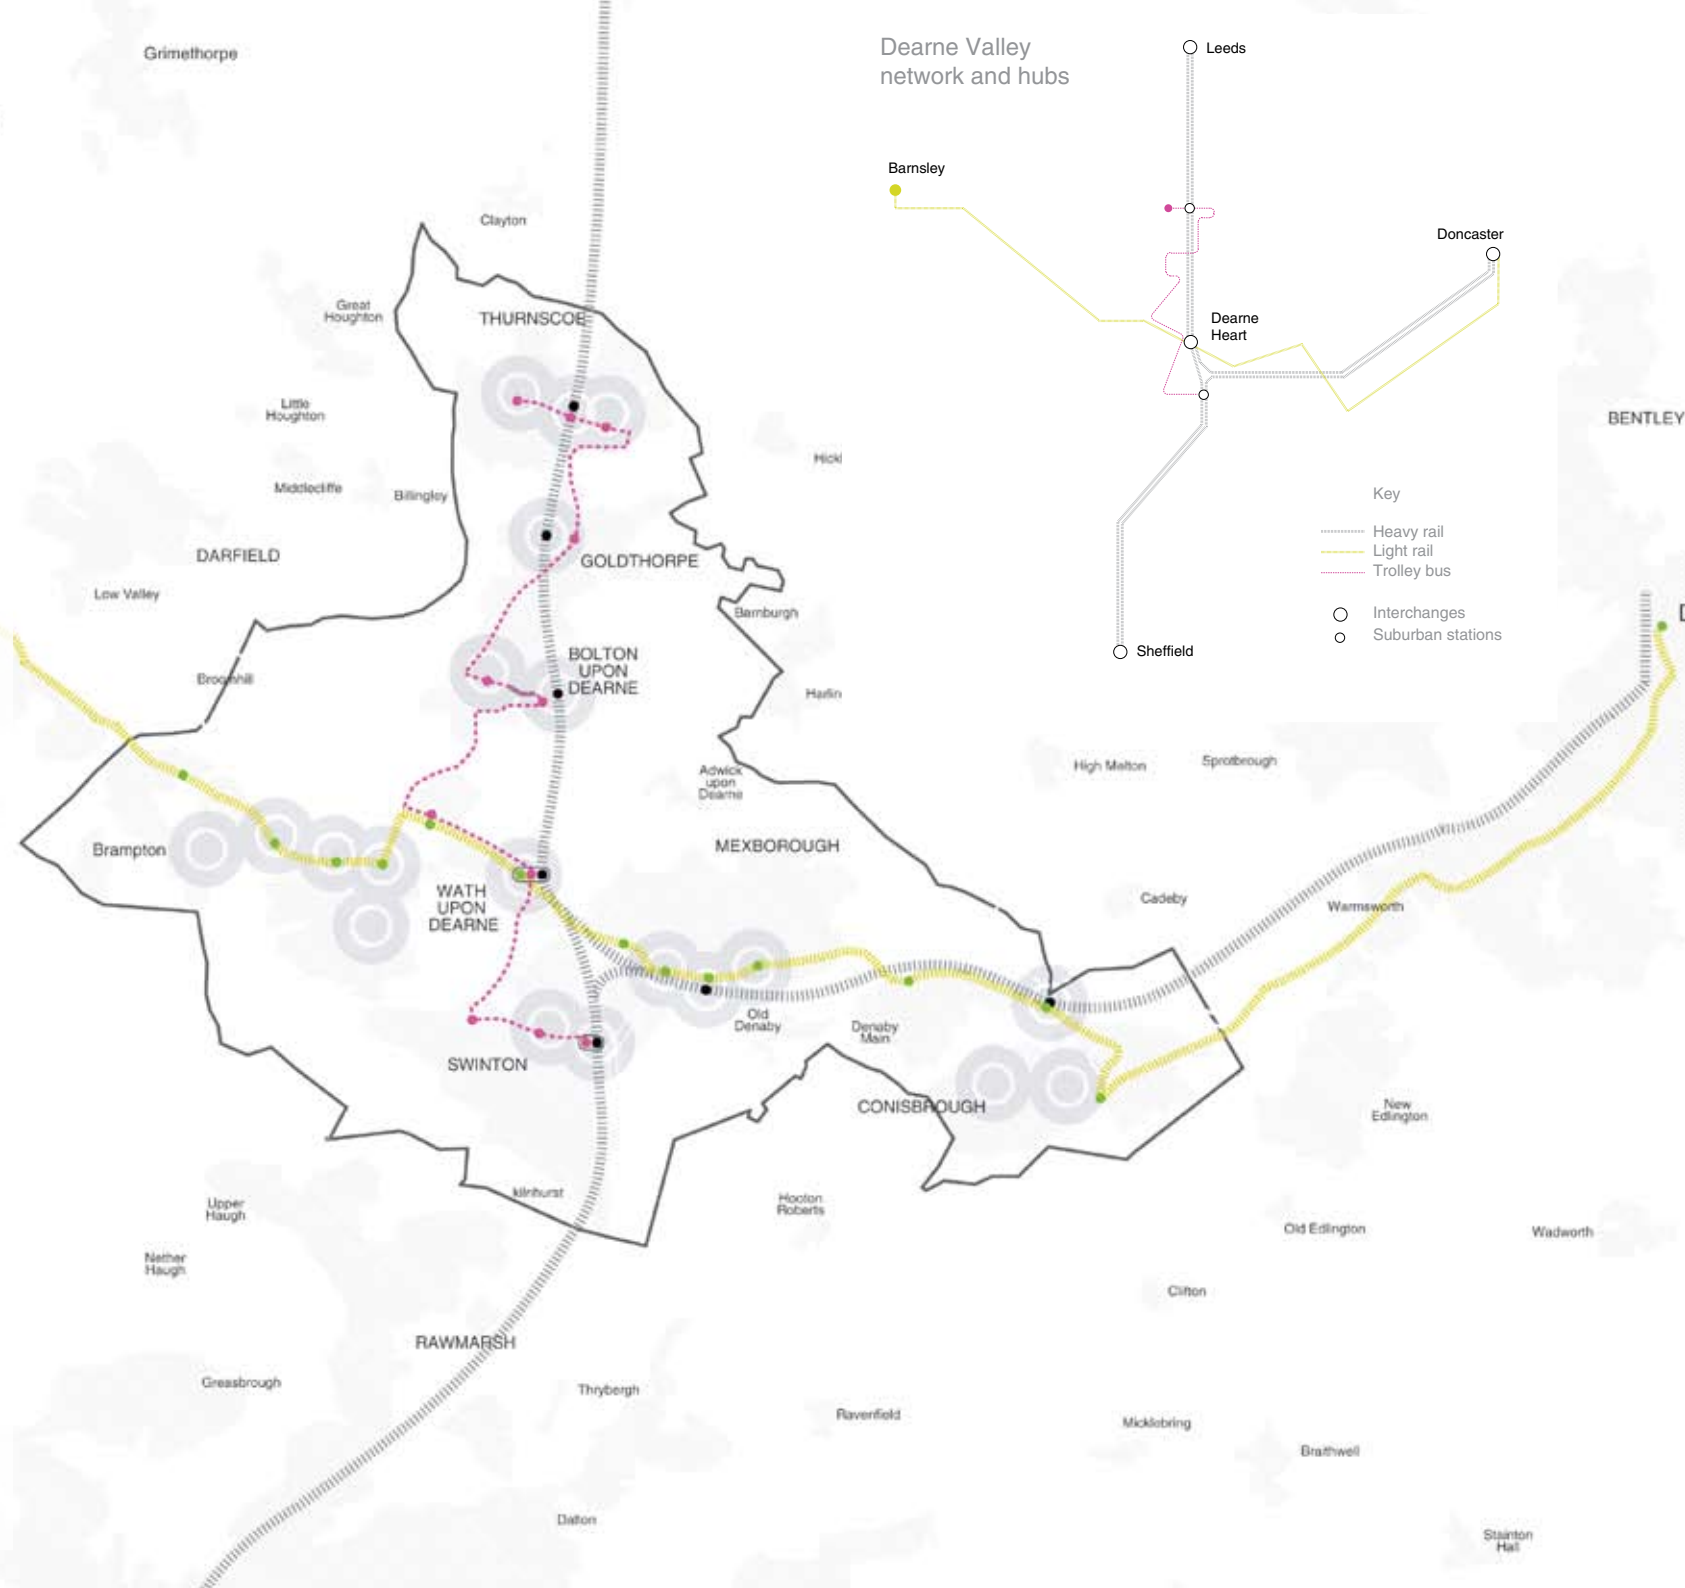 Dearne Valley
network and hubs
Leeds
Barnsley
Doncaster
Dearne
Heart
Sheffield
Key
Heavy rail
Light rail
Trolley bus
Interchanges
Suburban stations
Grimethorpe
Clayton
Great
Houghton
THURNSCOE
Little
Houghton
BENTLEY
Hickl
Middlecliffe
Billingley
DARFIELD
GOLDTHORPE
Low Valley
Barnburgh
BOLTON
UPON
DEARNE
Broomhill
Harlin
High Melton
Sprotbrough
Adwick
upon
Dearne
Brampton
MEXBOROUGH
WATH
UPON
DEARNE
Cadeby
Warmsworth
Old
Denaby
Denaby
Main
SWINTON
CONISBROUGH
New
Edlington
kilnhurst
Upper
Haugh
Hooton
Roberts
Old Edlington
Wadworth
Nether
Haugh
Clifton
RAWMARSH
Greasbrough
Thrybergh
Ravenfield
Micklebring
Braithwell
Dalton
Stainton
Hall